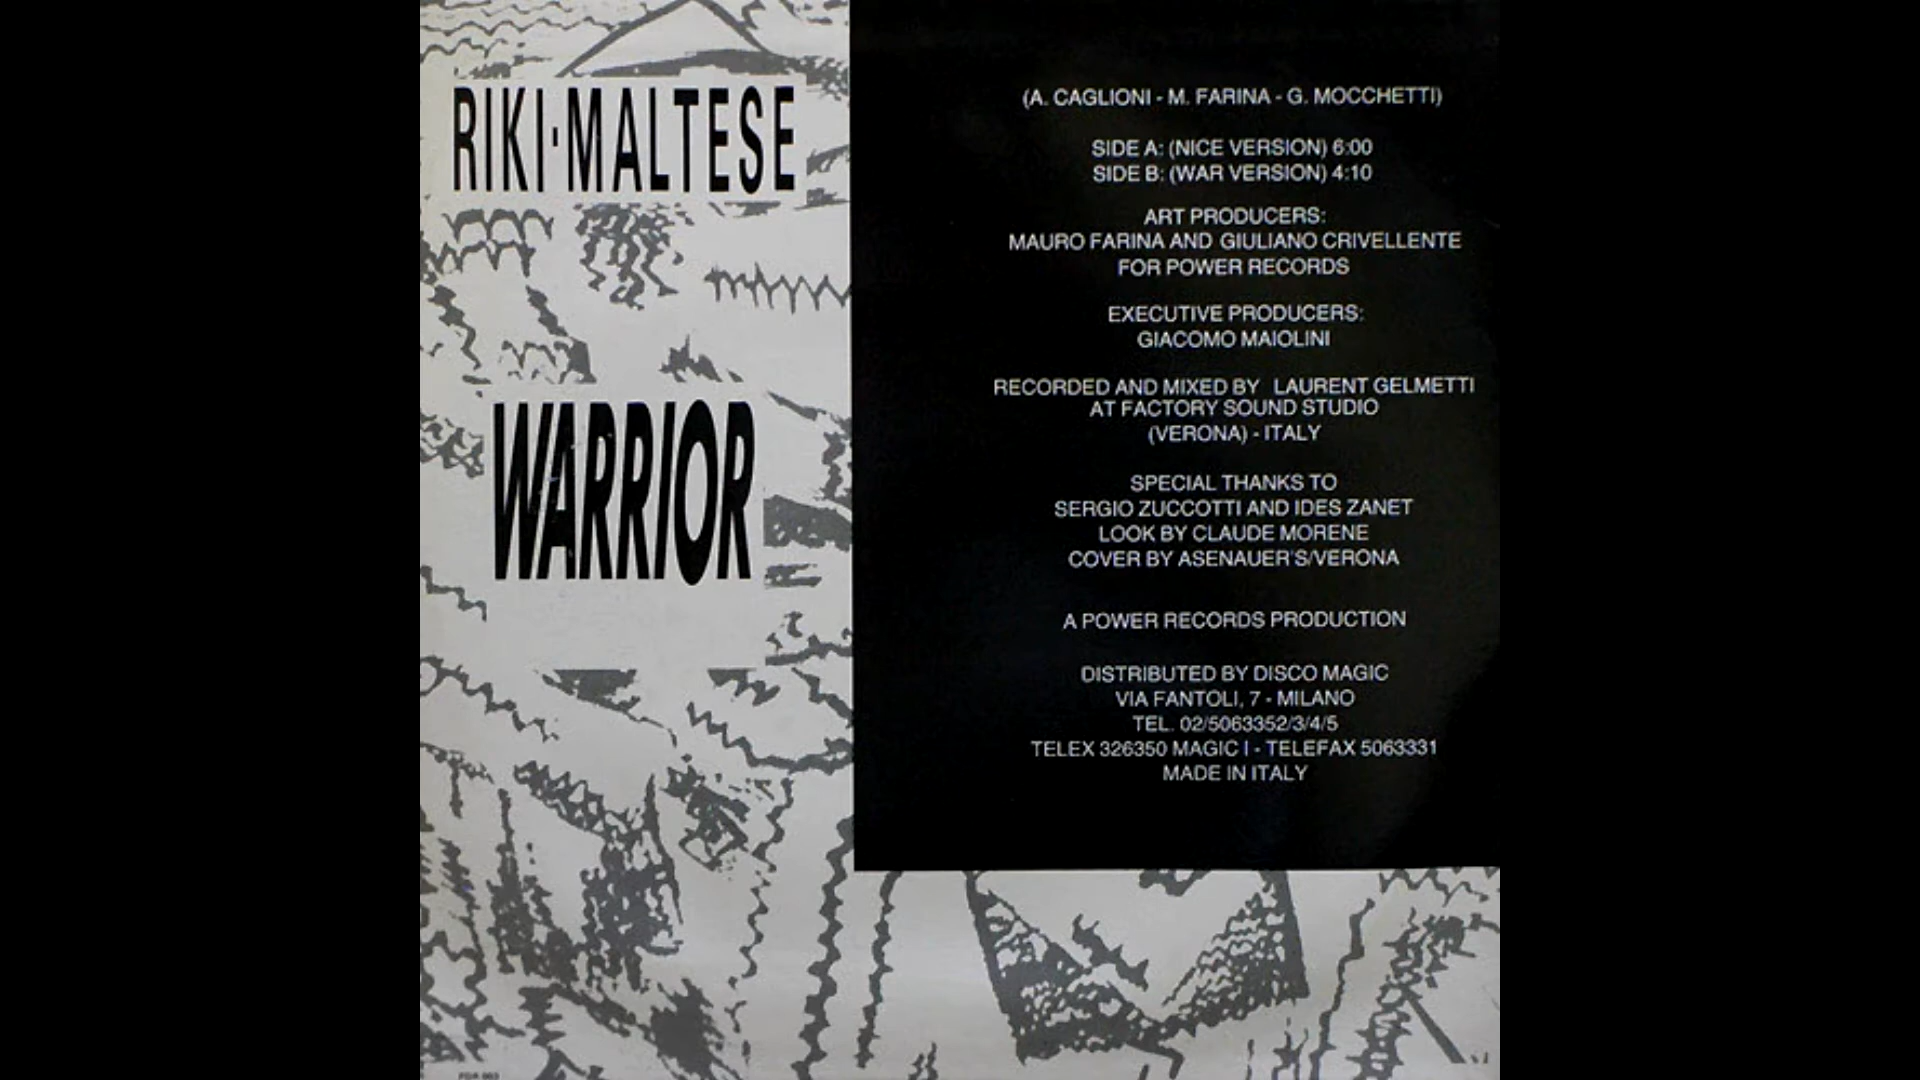 RIKI·MALTESE
WARRIOR
(A. CAGLIONI - M. FARINA - G. MOCCHETTI)
SIDE A: (NICE VERSION) 6:00
SIDE B: (WAR VERSION) 4:10
ART PRODUCERS:
MAURO FARINA AND GIULIANO CRIVELLENTE
FOR POWER RECORDS
EXECUTIVE PRODUCERS:
GIACOMO MAIOLINI
RECORDED AND MIXED BY LAURENT GELMETTI
AT FACTORY SOUND STUDIO
(VERONA) - ITALY
SPECIAL THANKS TO
SERGIO ZUCCOTTI AND IDES ZANET
LOOK BY CLAUDE MORENE
COVER BY ASENAUER'S/VERONA
A POWER RECORDS PRODUCTION
DISTRIBUTED BY DISCO MAGIC
VIA FANTOLI, 7 - MILANO
TEL. 02/5063352/3/4/5
TELEX 326350 MAGIC I - TELEFAX 5063331
MADE IN ITALY